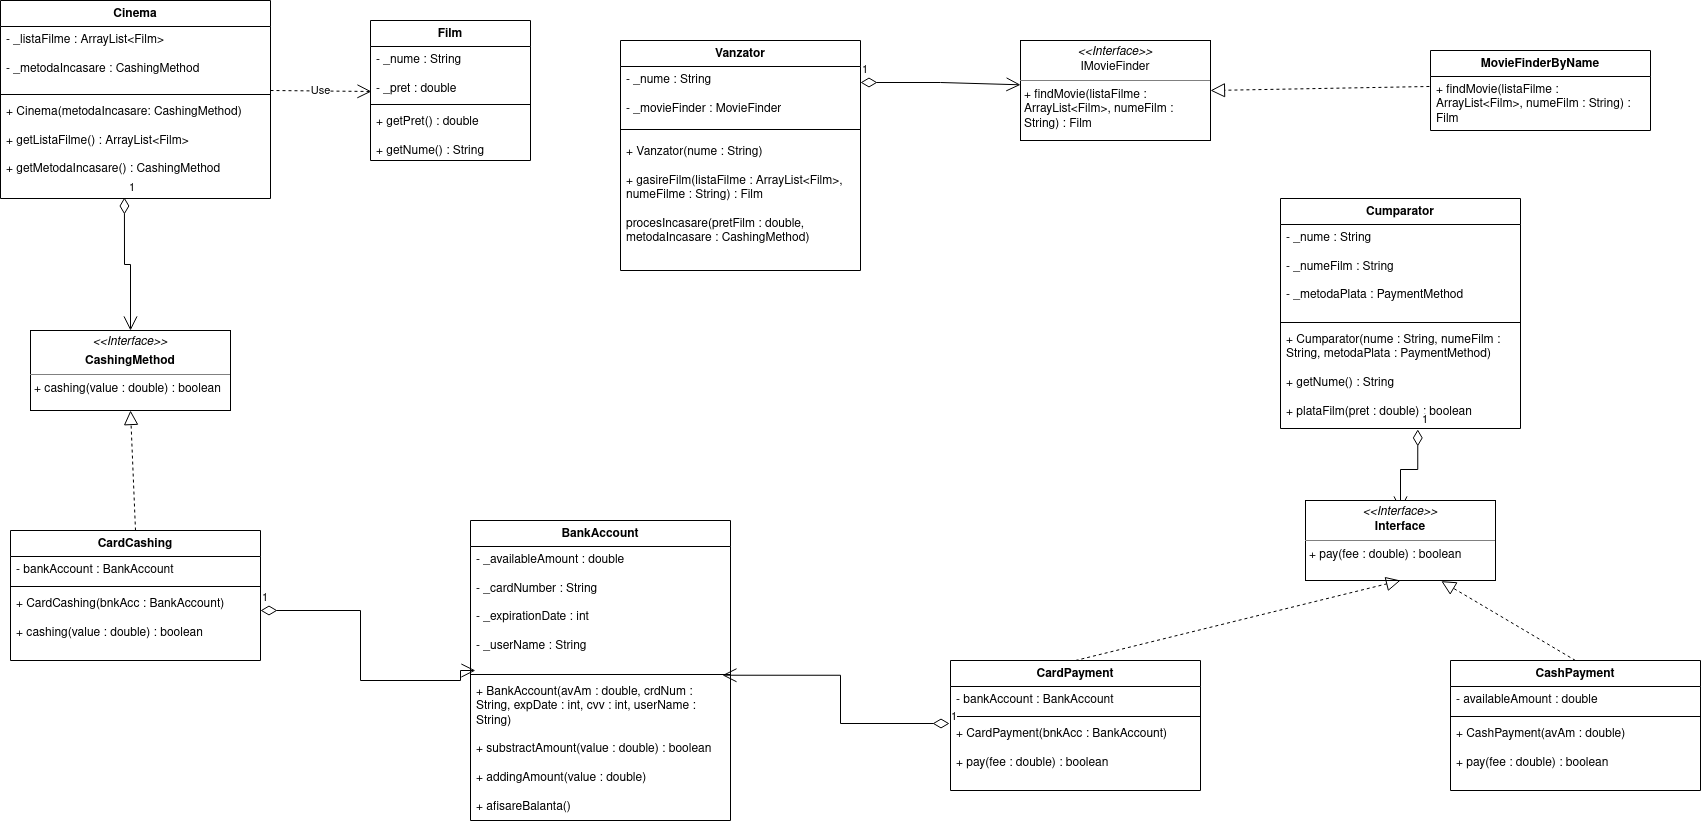 Cinema
- _listaFilme : ArrayList<Film>
- _metodaIncasare : CashingMethod
+ Cinema(metodaIncasare: CashingMethod)
+ getListaFilme() : ArrayList<Film>
+ getMetodaIncasare() : CashingMethod
1
Use
Film
- _nume : String
- _pret : double
+ getPret() : double
+ getNume() : String
Vanzator
- _nume : String
- _movieFinder : MovieFinder
+ Vanzator(nume : String)
+ gasireFilm(listaFilme : ArrayList<Film>,
numeFilme : String) : Film
procesIncasare(pretFilm : double,
metodaIncasare : CashingMethod)
1
<<Interface>>
IMovieFinder
+ findMovie(listaFilme :
ArrayList<Film>, numeFilm :
String) : Film
MovieFinderByName
+ findMovie(listaFilme :
ArrayList<Film>, numeFilm : String) :
Film
Cumparator
- _nume : String
- _numeFilm : String
- _metodaPlata : PaymentMethod
+ Cumparator(nume : String, numeFilm :
String, metodaPlata : PaymentMethod)
+ getNume() : String
+ plataFilm(pret : double) : boolean
1
<<Interface>>
CashingMethod
+ cashing(value : double) : boolean
<<Interface>>
Interface
+ pay(fee : double) : boolean
CardCashing
- bankAccount : BankAccount
+ CardCashing(bnkAcc : BankAccount)
+ cashing(value : double) : boolean
1
BankAccount
- _availableAmount : double
- _cardNumber : String
- _expirationDate : int
- _userName : String
+ BankAccount(avAm : double, crdNum :
String, expDate : int, cvv : int, userName :
String)
+ substractAmount(value : double) : boolean
+ addingAmount(value : double)
+ afisareBalanta()
CardPayment
- bankAccount : BankAccount
1
+ CardPayment(bnkAcc : BankAccount)
+ pay(fee : double) : boolean
CashPayment
- availableAmount : double
+ CashPayment(avAm : double)
+ pay(fee : double) : boolean